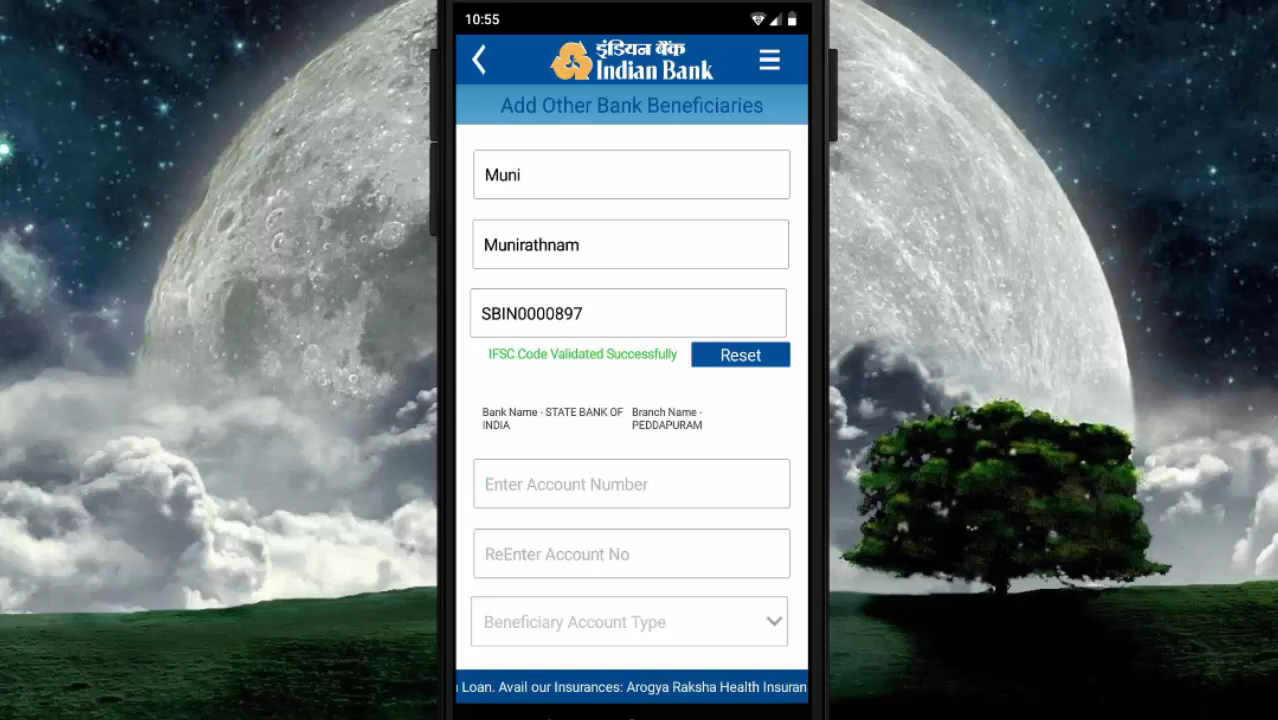 10:55
इंडियन बैंक
Indian Bank
Add Other Bank Beneficiaries
Muni
Munirathnam
SBIN0000897
IFSC Code Validated Successfully
Reset
Bank Name - STATE BANK OF INDIA
Branch Name - PEDDAPURAM
Enter Account Number
ReEnter Account No
Beneficiary Account Type
Loan. Avail our Insurances: Arogya Raksha Health Insuran